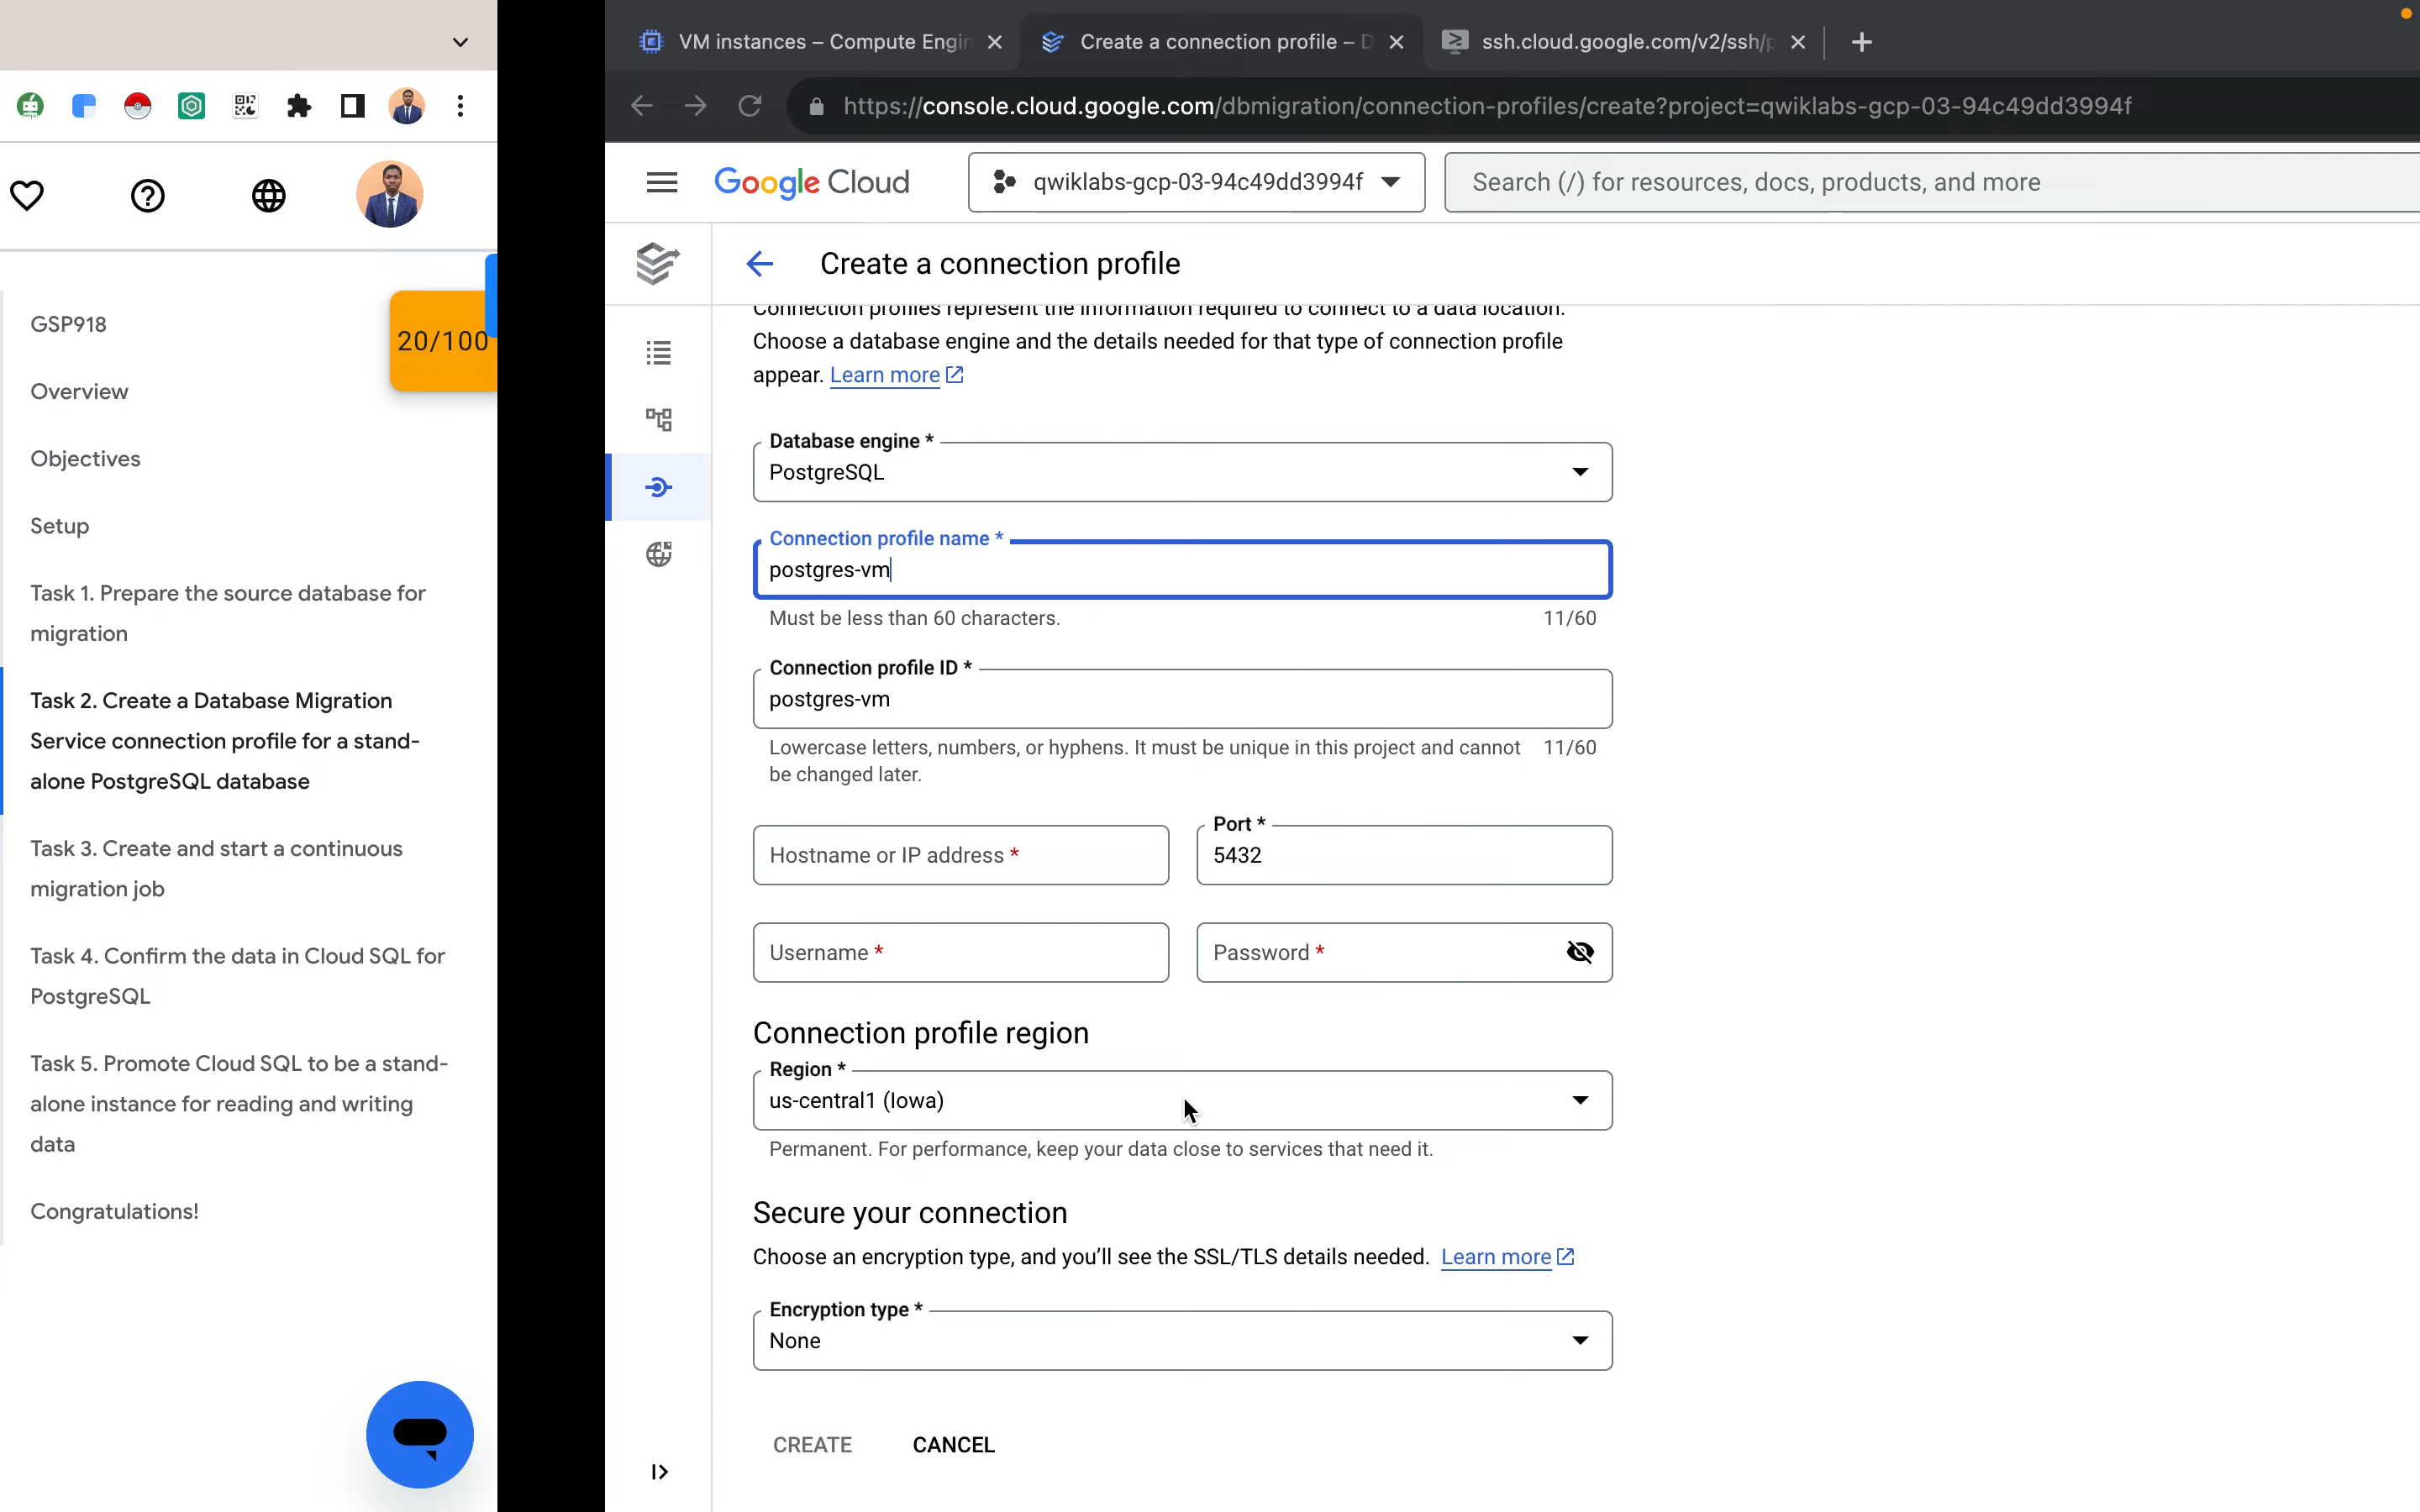 VM instances – Compute Engin
Create a connection profile – D
ssh.cloud.google.com/v2/ssh/p
https://console.cloud.google.com/dbmigration/connection-profiles/create?project=qwiklabs-gcp-03-94c49dd3994f
Google Cloud
qwiklabs-gcp-03-94c49dd3994f
Search (/) for resources, docs, products, and more
GSP918
20/100
Overview
Objectives
Setup
Task 1. Prepare the source database for
migration
Task 2. Create a Database Migration
Service connection profile for a stand-
alone PostgreSQL database
Task 3. Create and start a continuous
migration job
Task 4. Confirm the data in Cloud SQL for
PostgreSQL
Task 5. Promote Cloud SQL to be a stand-
alone instance for reading and writing
data
Congratulations!
Create a connection profile
Connection profiles represent the information required to connect to a data location.
Choose a database engine and the details needed for that type of connection profile
appear. Learn more
Database engine *
PostgreSQL
Connection profile name *
postgres-vm
Must be less than 60 characters. 11/60
Connection profile ID *
postgres-vm
Lowercase letters, numbers, or hyphens. It must be unique in this project and cannot 11/60
be changed later.
Hostname or IP address *
Port *
5432
Username *
Password *
Connection profile region
Region *
us-central1 (Iowa)
Permanent. For performance, keep your data close to services that need it.
Secure your connection
Choose an encryption type, and you'll see the SSL/TLS details needed. Learn more
Encryption type *
None
CREATE
CANCEL